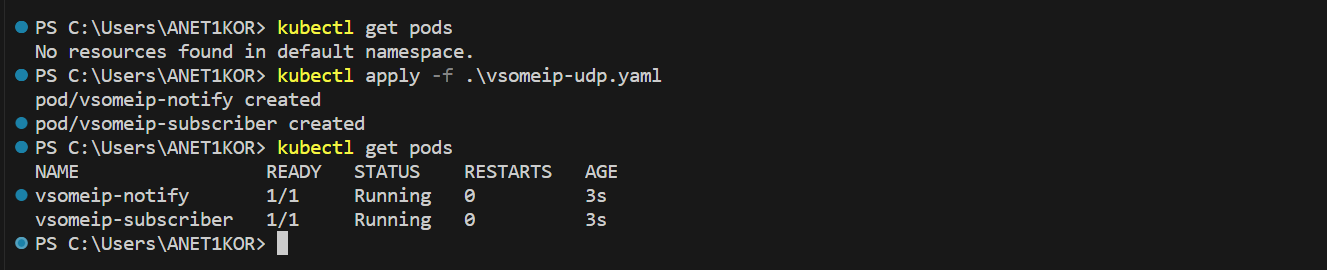 PS C:\Users\ANET1KOR> kubectl get pods
No resources found in default namespace.
PS C:\Users\ANET1KOR> kubectl apply -f .\vsomeip-udp.yaml
pod/vsomeip-notify created
pod/vsomeip-subscriber created
PS C:\Users\ANET1KOR> kubectl get pods
NAME                 READY   STATUS    RESTARTS   AGE
vsomeip-notify       1/1     Running   0          3s
vsomeip-subscriber   1/1     Running   0          3s
PS C:\Users\ANET1KOR>